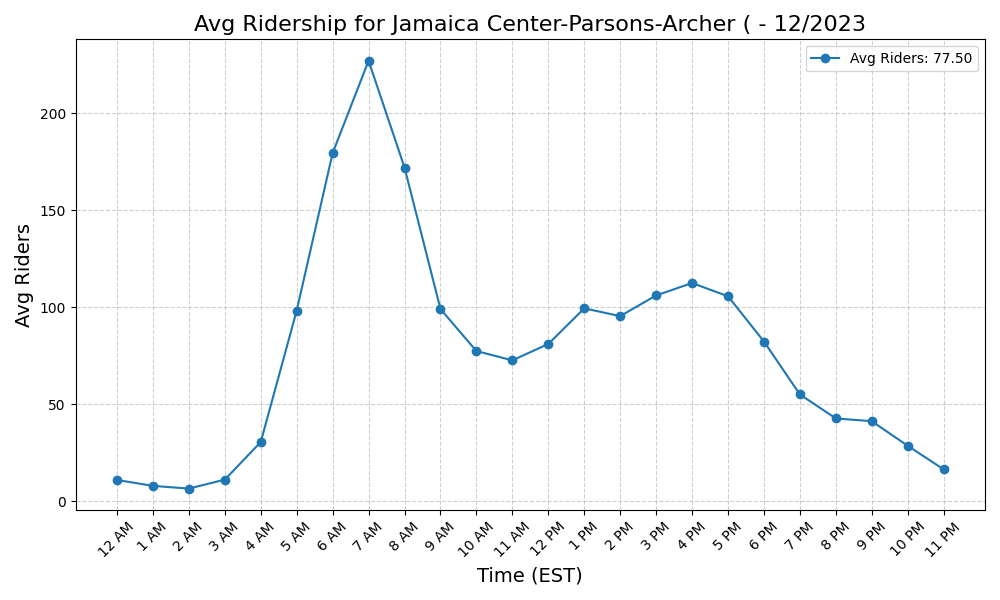 Avg Ridership for Jamaica Center-Parsons-Archer ( - 12/2023
Avg Riders: 77.50
Avg Riders
200
150
100
50
0
12 AM
1 AM
2 AM
3 AM
4 AM
5 AM
6 AM
7 AM
8 AM
9 AM
10 AM
11 AM
12 PM
1 PM
2 PM
3 PM
4 PM
5 PM
6 PM
7 PM
8 PM
9 PM
10 PM
11 PM
Time (EST)